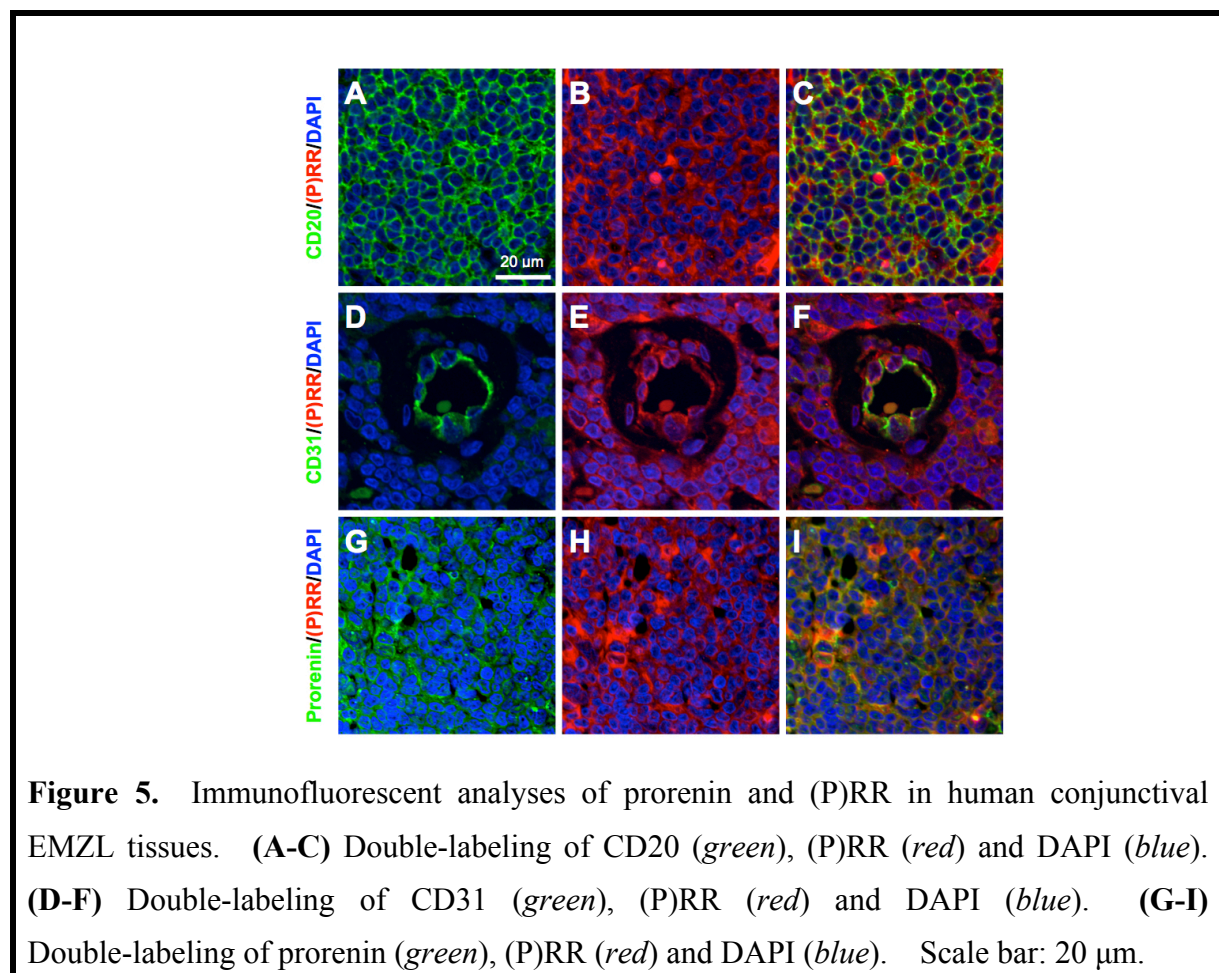 CD20/(P)RR/DAPI
A
B
C
20 μm
CD31/(P)RR/DAPI
D
E
F
Prorenin/(P)RR/DAPI
G
H
I
Figure 5. Immunofluorescent analyses of prorenin and (P)RR in human conjunctival
EMZL tissues. (A-C) Double-labeling of CD20 (green), (P)RR (red) and DAPI (blue).
(D-F) Double-labeling of CD31 (green), (P)RR (red) and DAPI (blue). (G-I)
Double-labeling of prorenin (green), (P)RR (red) and DAPI (blue). Scale bar: 20 μm.